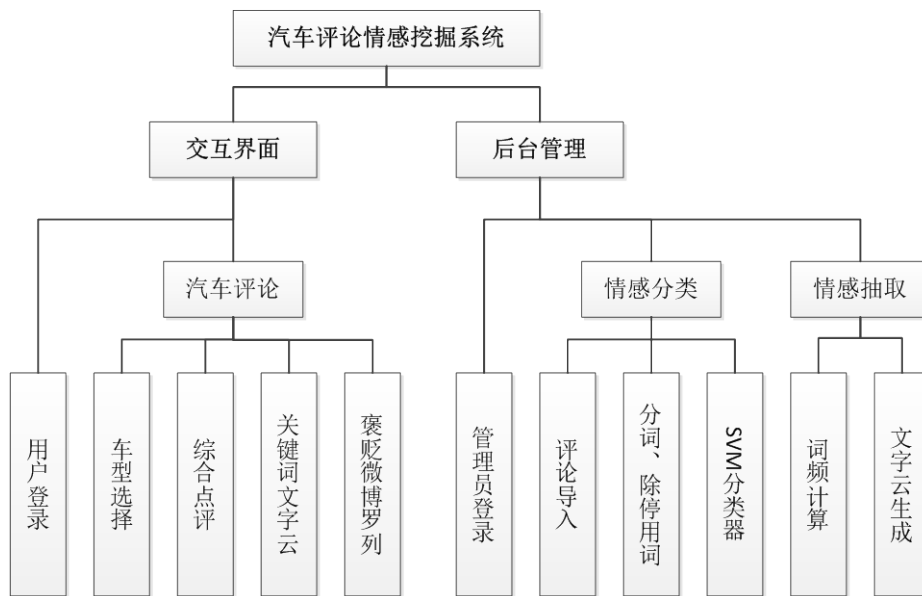 汽车评论情感挖掘系统
交互界面
后台管理
汽车评论
情感分类
情感抽取
用户登录
车型选择
综合点评
关键词文字云
褒贬微博罗列
管理员登录
评论导入
分词、除停用词
SVM分类器
词频计算
文字云生成